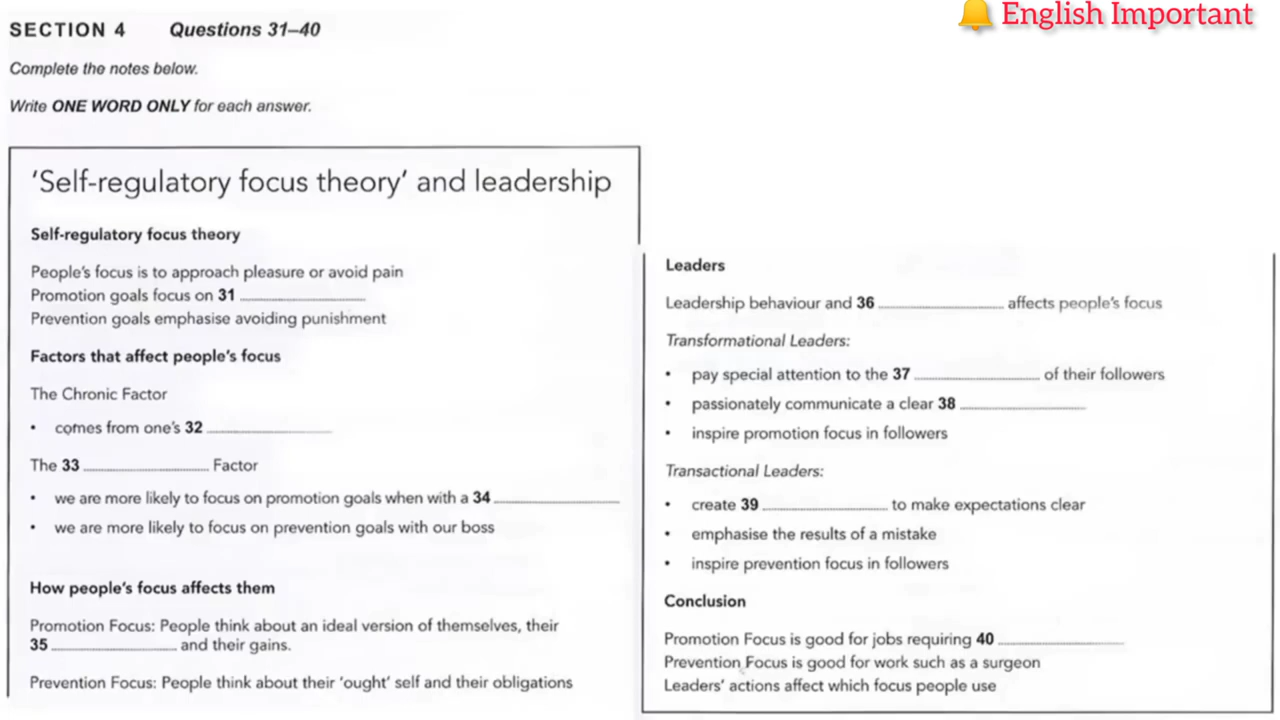 SECTION 4 Questions 31–40
🔔 English Important
Complete the notes below.
Write ONE WORD ONLY for each answer.
'Self-regulatory focus theory' and leadership
Self-regulatory focus theory
People's focus is to approach pleasure or avoid pain
Promotion goals focus on 31 ....................
Prevention goals emphasise avoiding punishment
Factors that affect people's focus
The Chronic Factor
• comes from one's 32 ....................
The 33 .................... Factor
• we are more likely to focus on promotion goals when with a 34 ....................
• we are more likely to focus on prevention goals with our boss
How people's focus affects them
Promotion Focus: People think about an ideal version of themselves, their
35 .................... and their gains.
Prevention Focus: People think about their 'ought' self and their obligations
Leaders
Leadership behaviour and 36 .................... affects people's focus
Transformational Leaders:
• pay special attention to the 37 .................... of their followers
• passionately communicate a clear 38 ....................
• inspire promotion focus in followers
Transactional Leaders:
• create 39 .................... to make expectations clear
• emphasise the results of a mistake
• inspire prevention focus in followers
Conclusion
Promotion Focus is good for jobs requiring 40 ....................
Prevention Focus is good for work such as a surgeon
Leaders' actions affect which focus people use